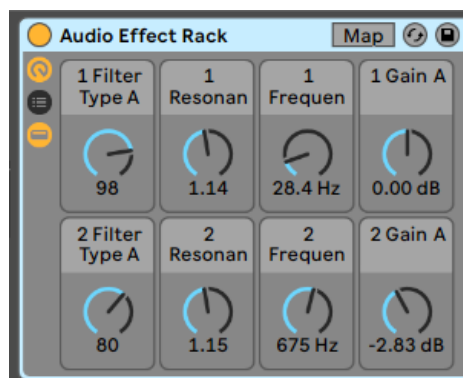 Audio Effect Rack Map
1 Filter Type A
1 Resonan
1 Frequen
1 Gain A
98
1.14
28.4 Hz
0.00 dB
2 Filter Type A
2 Resonan
2 Frequen
2 Gain A
80
1.15
675 Hz
-2.83 dB